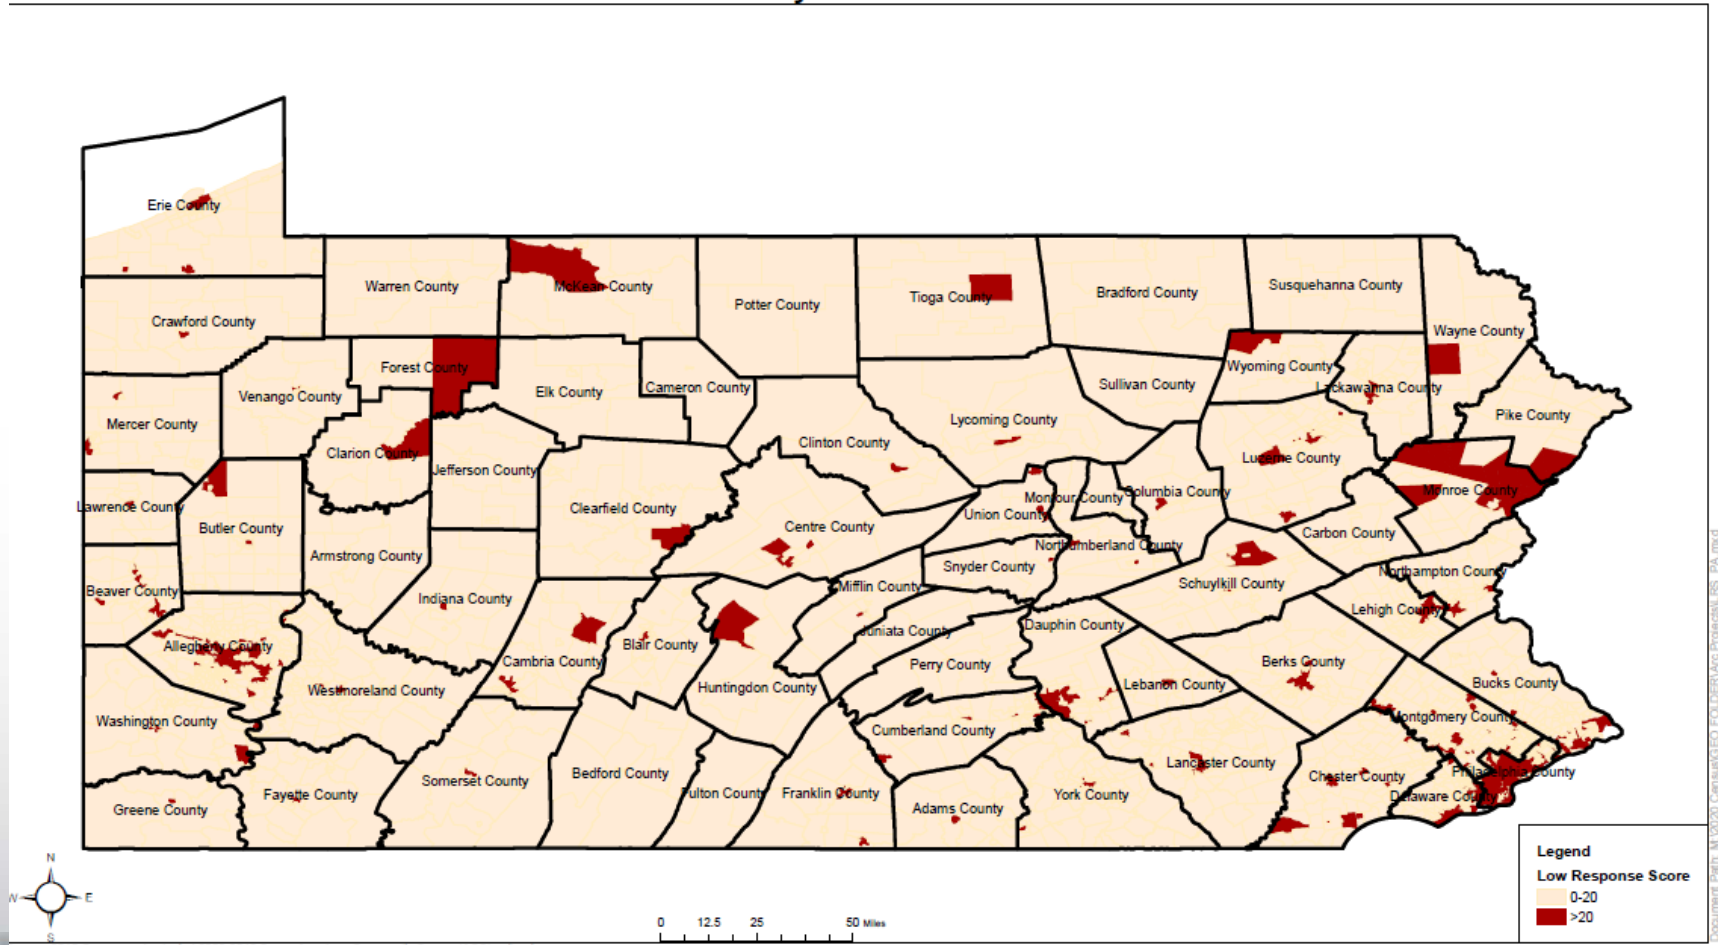 Erie County
Warren County
McKean County
Potter County
Tioga County
Bradford County
Susquehanna County
Crawford County
Wayne County
Forest County
Elk County
Cameron County
Sullivan County
Wyoming County
Lackawanna County
Venango County
Mercer County
Lycoming County
Pike County
Clarion County
Clinton County
Jefferson County
Luzerne County
Lawrence County
Butler County
Clearfield County
Centre County
Union County
Montour County
Columbia County
Monroe County
Armstrong County
Northumberland County
Carbon County
Snyder County
Beaver County
Indiana County
Mifflin County
Schuylkill County
Northampton County
Lehigh County
Allegheny County
Blair County
Juniata County
Dauphin County
Cambria County
Perry County
Berks County
Westmoreland County
Huntingdon County
Lebanon County
Bucks County
Washington County
Cumberland County
Montgomery County
Somerset County
Bedford County
Lancaster County
Chester County
Philadelphia County
Greene County
Fayette County
Fulton County
Franklin County
Adams County
York County
Delaware County
Legend
Low Response Score
0-20
>20
N
W
E
S
0 12.5 25 50 Miles